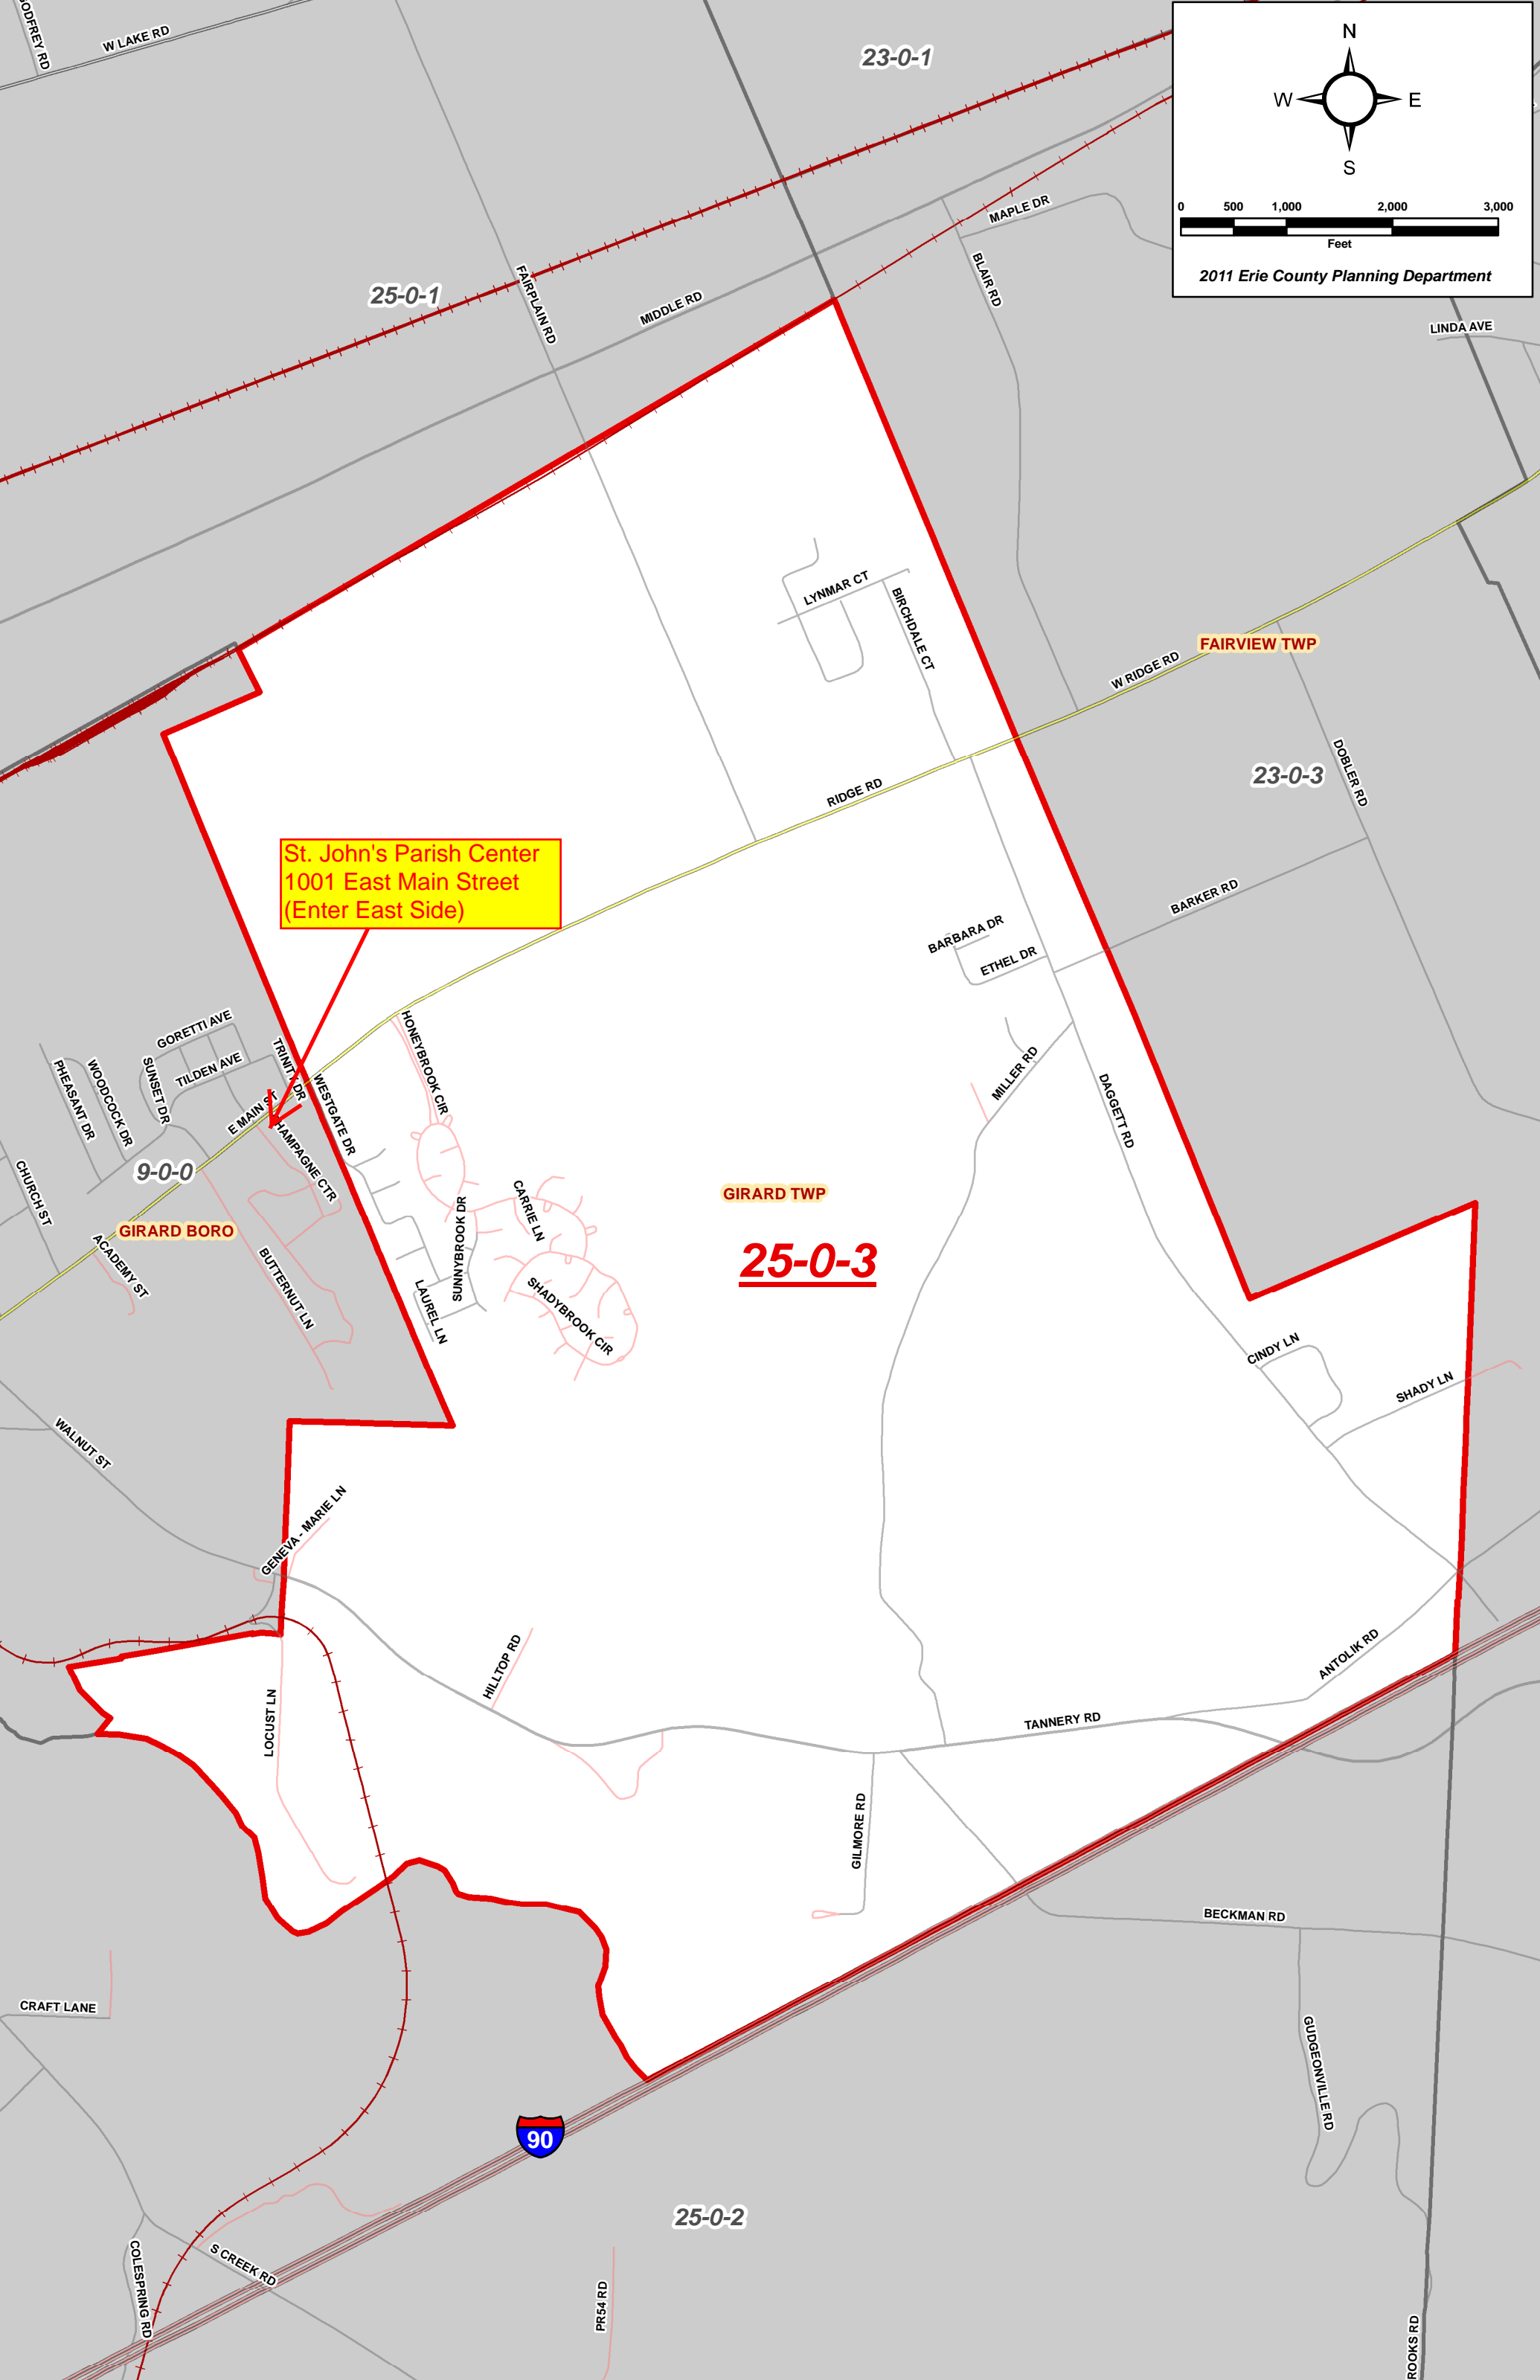 GODFREY RD
W LAKE RD
23-0-1
N
W
E
S
0 500 1,000 2,000 3,000
Feet
2011 Erie County Planning Department
MAPLE DR
BLAIR RD
25-0-1
FAIRPLAIN RD
MIDDLE RD
LINDA AVE
LYNMAR CT
BIRCHDALE CT
FAIRVIEW TWP
W RIDGE RD
DOBLER RD
23-0-3
RIDGE RD
St. John's Parish Center
1001 East Main Street
(Enter East Side)
BARKER RD
BARBARA DR
ETHEL DR
GORETTI AVE
TILDEN AVE
TRINITY DR
SUNSET DR
WOODCOCK DR
PHEASANT DR
E MAIN ST
WESTGATE DR
HONEYBROOK CIR
MILLER RD
DAGGETT RD
CHURCH ST
9-0-0
HAMPAGNE CTR
GIRARD BORO
ACADEMY ST
BUTTERNUT LN
SUNNYBROOK DR
CARRIE LN
LAUREL LN
SHADYBROOK CIR
GIRARD TWP
25-0-3
CINDY LN
SHADY LN
WALNUT ST
GENEVA - MARIE LN
HILLTOP RD
LOCUST LN
ANTOLIK RD
TANNERY RD
GILMORE RD
BECKMAN RD
CRAFT LANE
GUDGEONVILLE RD
90
25-0-2
COLESPRING RD
S CREEK RD
PR54 RD
ROOKS RD